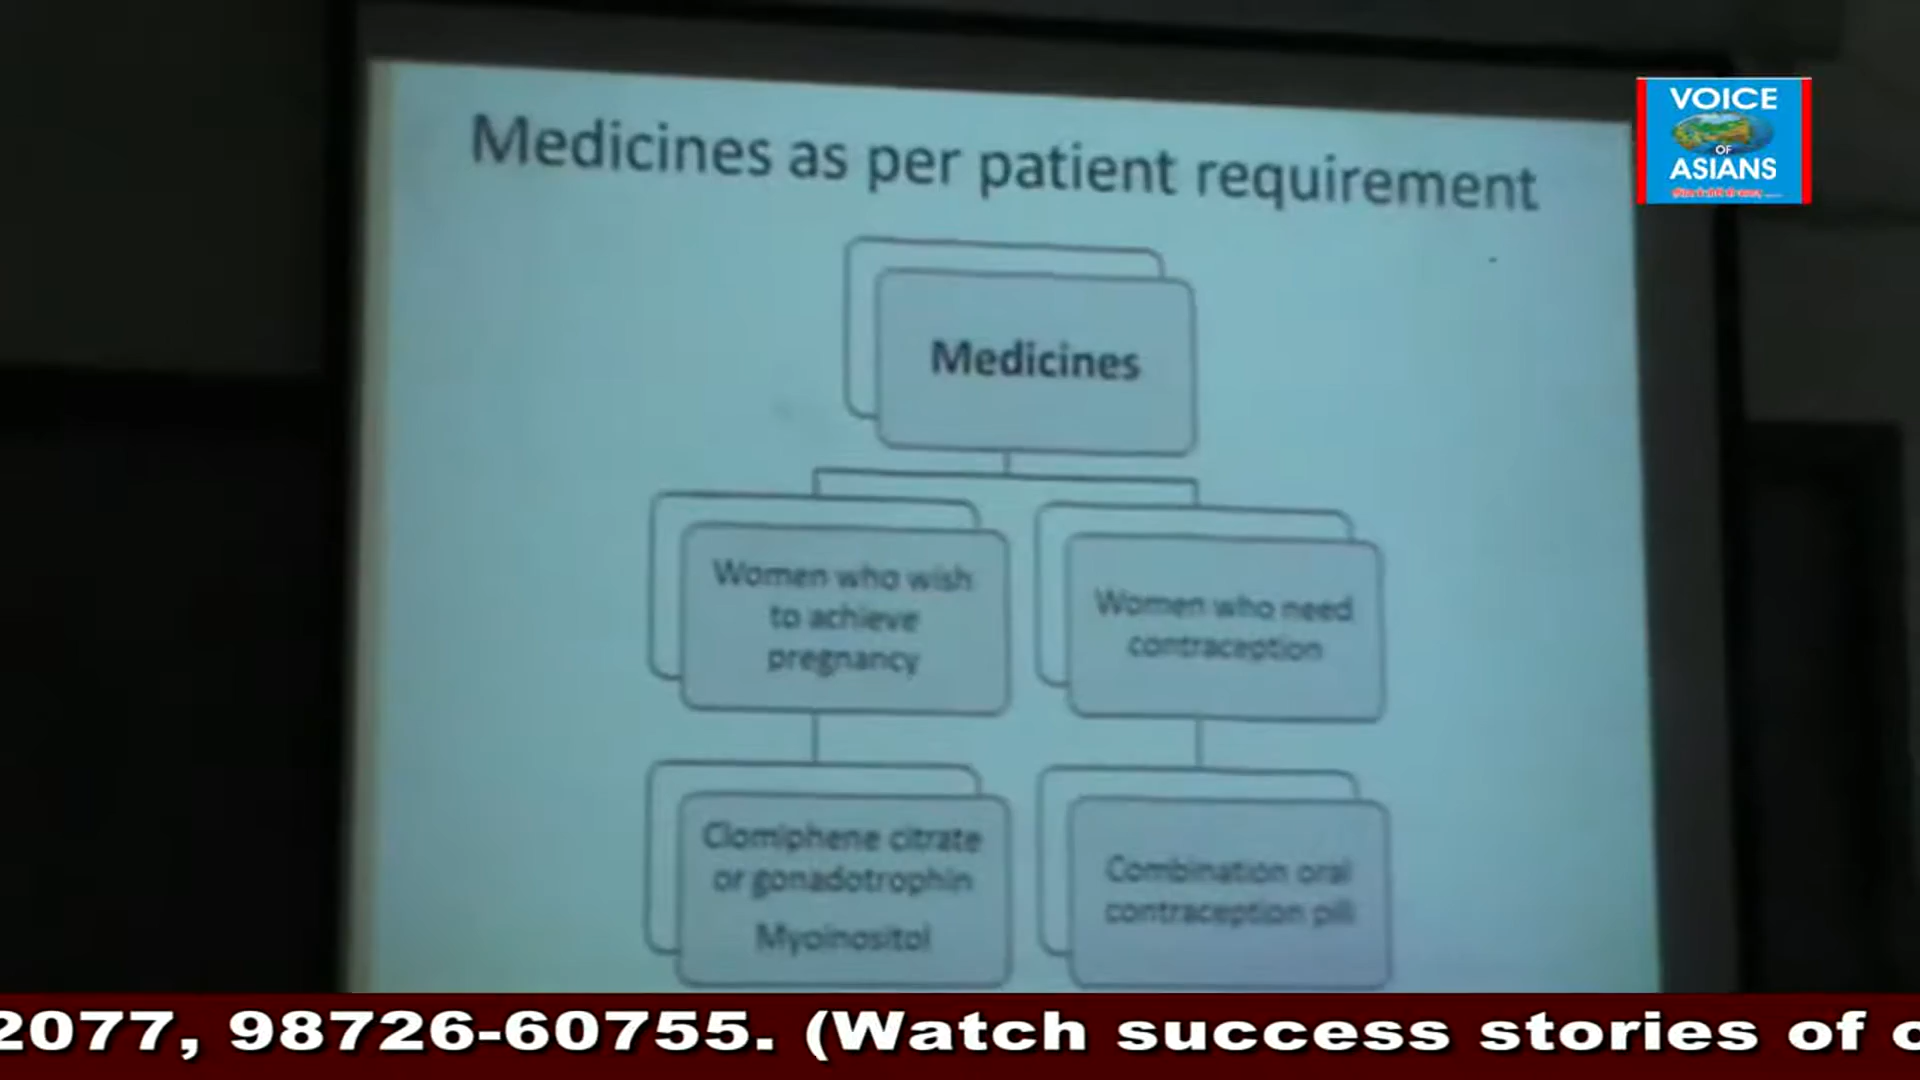 Medicines as per patient requirement
VOICE
OF
ASIANS
Medicines
Women who wish
to achieve
pregnancy
Women who need
contraception
Clomiphene citrate
or gonadotrophin
Myoinositol
Combination oral
contraception pill
2077, 98726-60755. (Watch success stories of